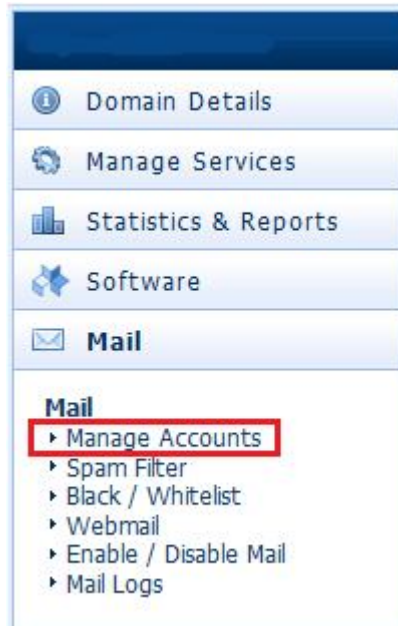 Domain Details
Manage Services
Statistics & Reports
Software
Mail
Mail
Manage Accounts
Spam Filter
Black / Whitelist
Webmail
Enable / Disable Mail
Mail Logs